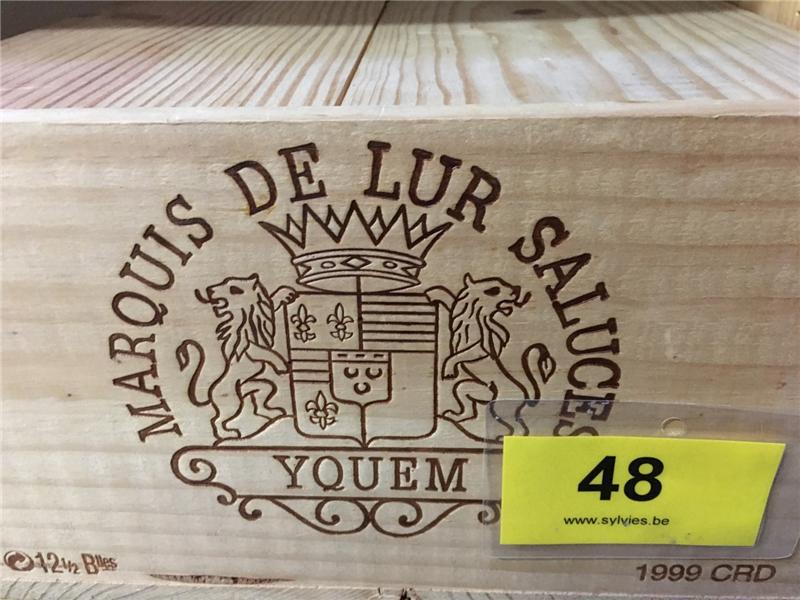 MARQUIS DE LUR SALUCES
YQUEM
48
www.sylvies.be
12 1/2 Blles
1999 CRD